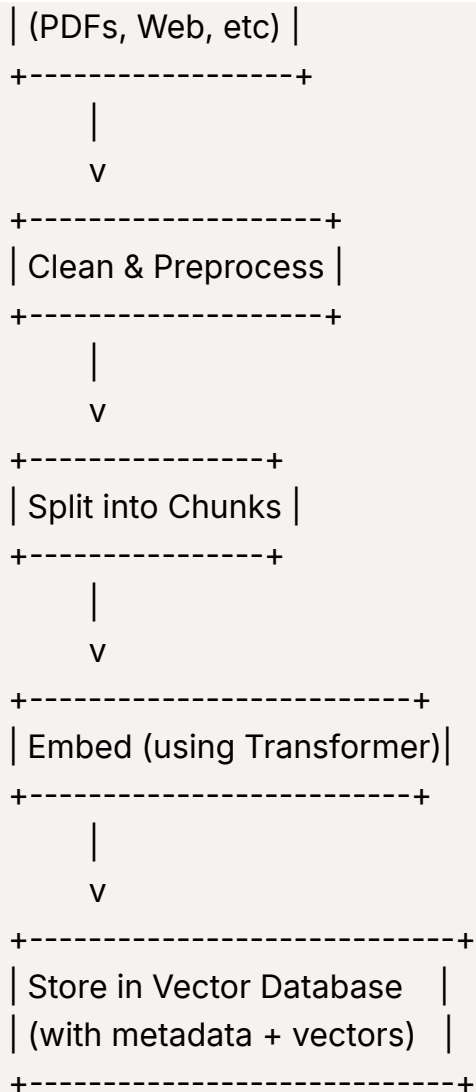 | (PDFs, Web, etc) |
+-------------------+
|
v
+---------------------+
| Clean & Preprocess |
+---------------------+
|
v
+----------------+
| Split into Chunks |
+----------------+
|
v
+--------------------------+
| Embed (using Transformer)|
+--------------------------+
|
v
+-----------------------------+
| Store in Vector Database |
| (with metadata + vectors) |
+-----------------------------+